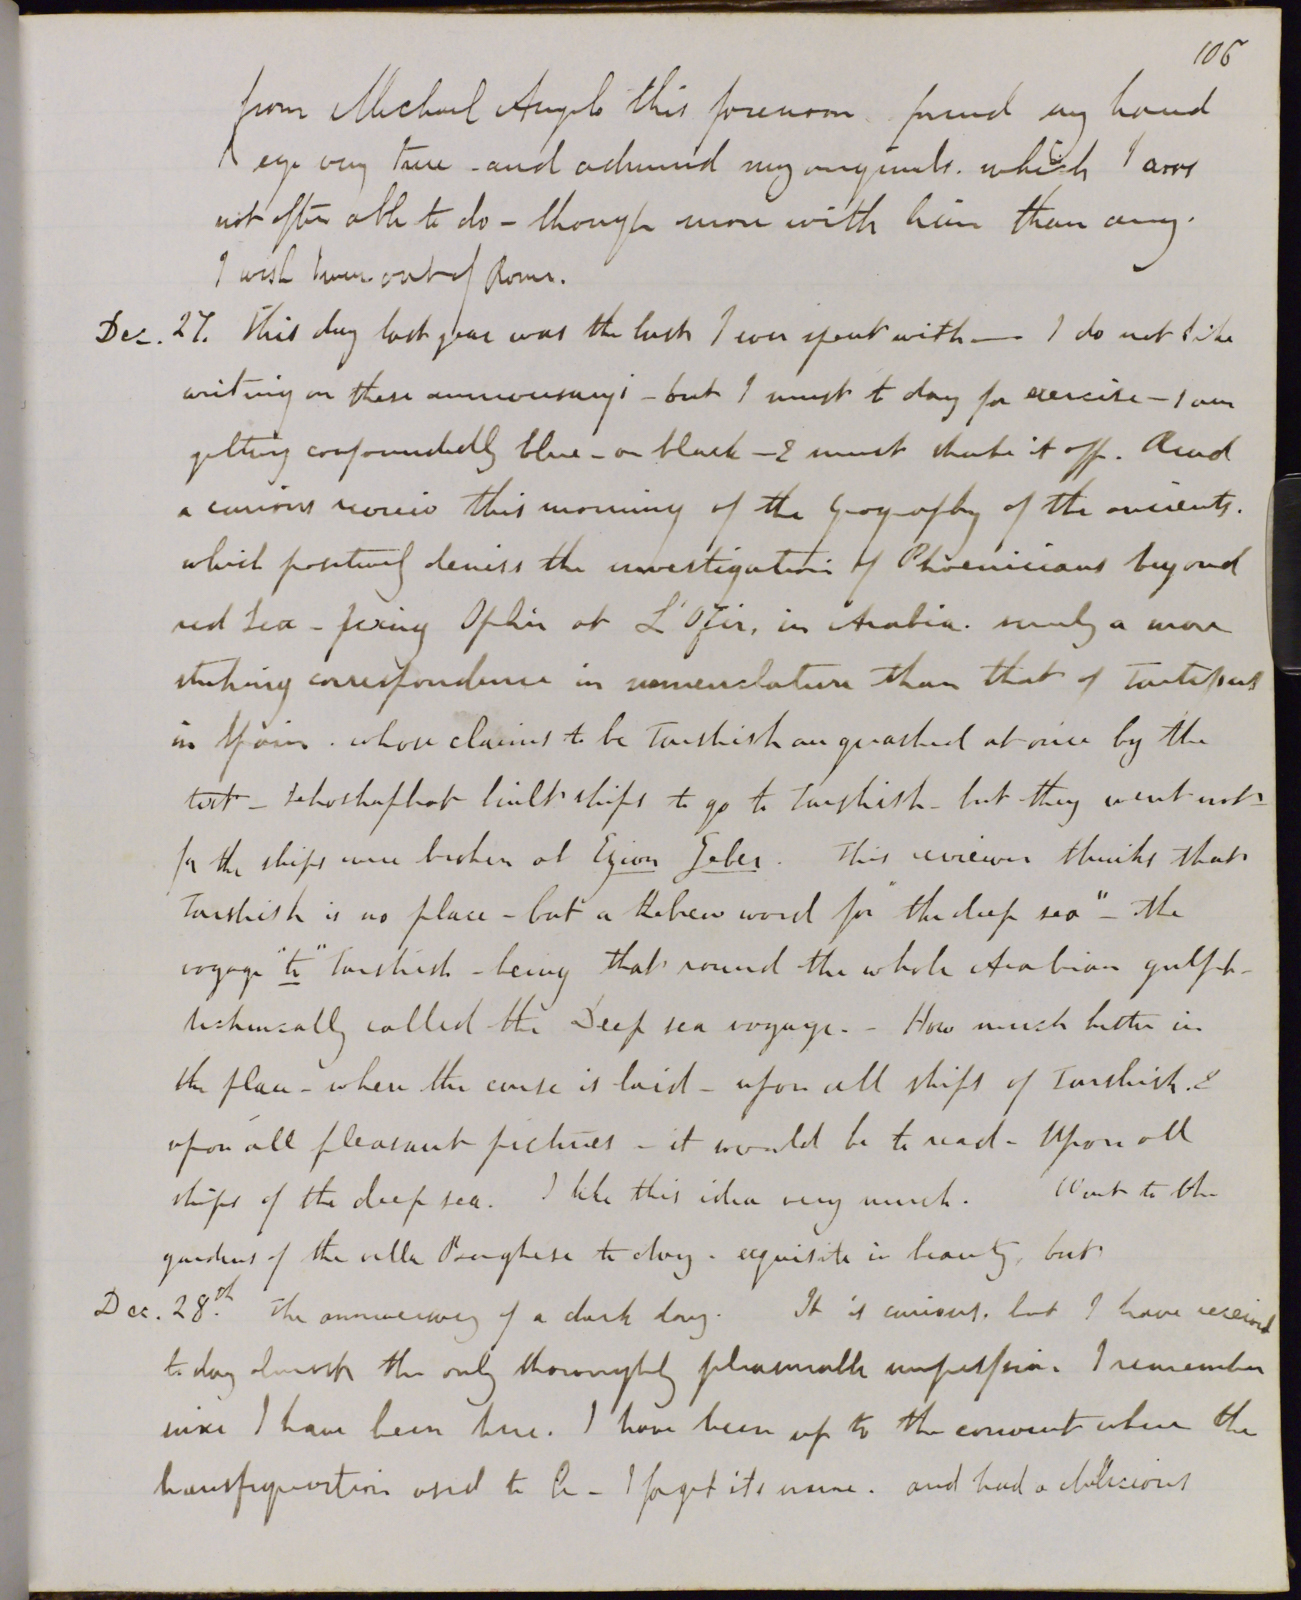 106
from Michael Angelo this forenoon found my hand
& eye very true - and admired my originals. which I was
not often able to do - though more with him than any.
I wish I were out of Rome.
Dec. 27. This day last year was the last I ever spent with — I do not like
writing on these anniversarys - but I must to day for exercise - I am
getting confoundedly blue - or black - & must shake it off. Read
a curious review this morning of the Geography of the ancients.
which positively denies the investigation of Phoenicians beyond
red Sea - fixing Ophir at L'Ofir, in Arabia. surely a more
striking correspondence in nomenclature than that of Tartessus
in Spain. whose claims to be Tarshish are quashed at once by the
text - Jehoshaphat built ships to go to Tarshish - but they went not -
for the ships were broken at Ezion Geber. This reviewer thinks that
Tarshish is no place - but a Hebrew word for "the deep sea" - the
voyage "to" Tarshish - being that round the whole Arabian gulph -
technically called the Deep sea voyage. - How much better in
the place - where the curse is laid - upon all ships of Tarshish. &
upon all pleasant pictures - it would be to read - Upon all
ships of the deep sea. I like this idea very much. Went to the
gardens of the villa Borghese to day - exquisite in beauty, but
Dec. 28.th The anniversary of a dark day. It is curious, but I have received
to day almost the only thoroughly pleasurable impression I remember
since I have been here. I have been up to the convent where the
transfiguration used to be - I forget its name. and had a delicious